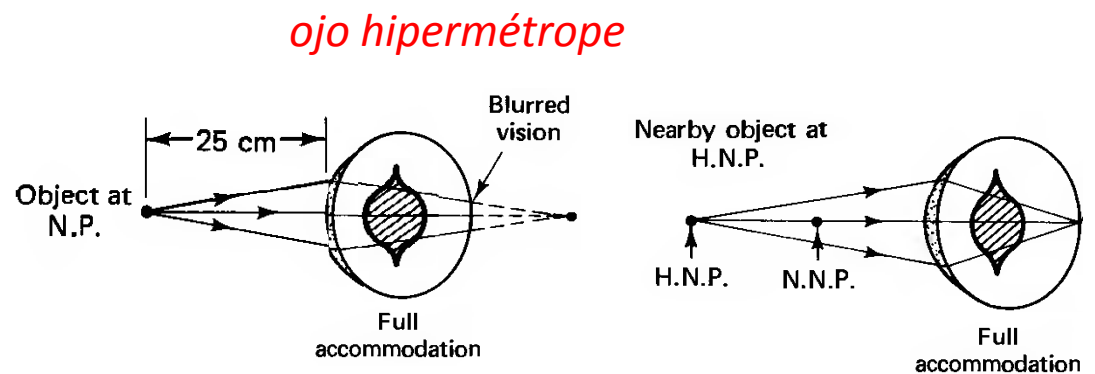 ojo hipermétrope
Blurred
vision
25 cm
Object at
N.P.
Full
accommodation
Nearby object at
H.N.P.
H.N.P.
N.N.P.
Full
accommodation